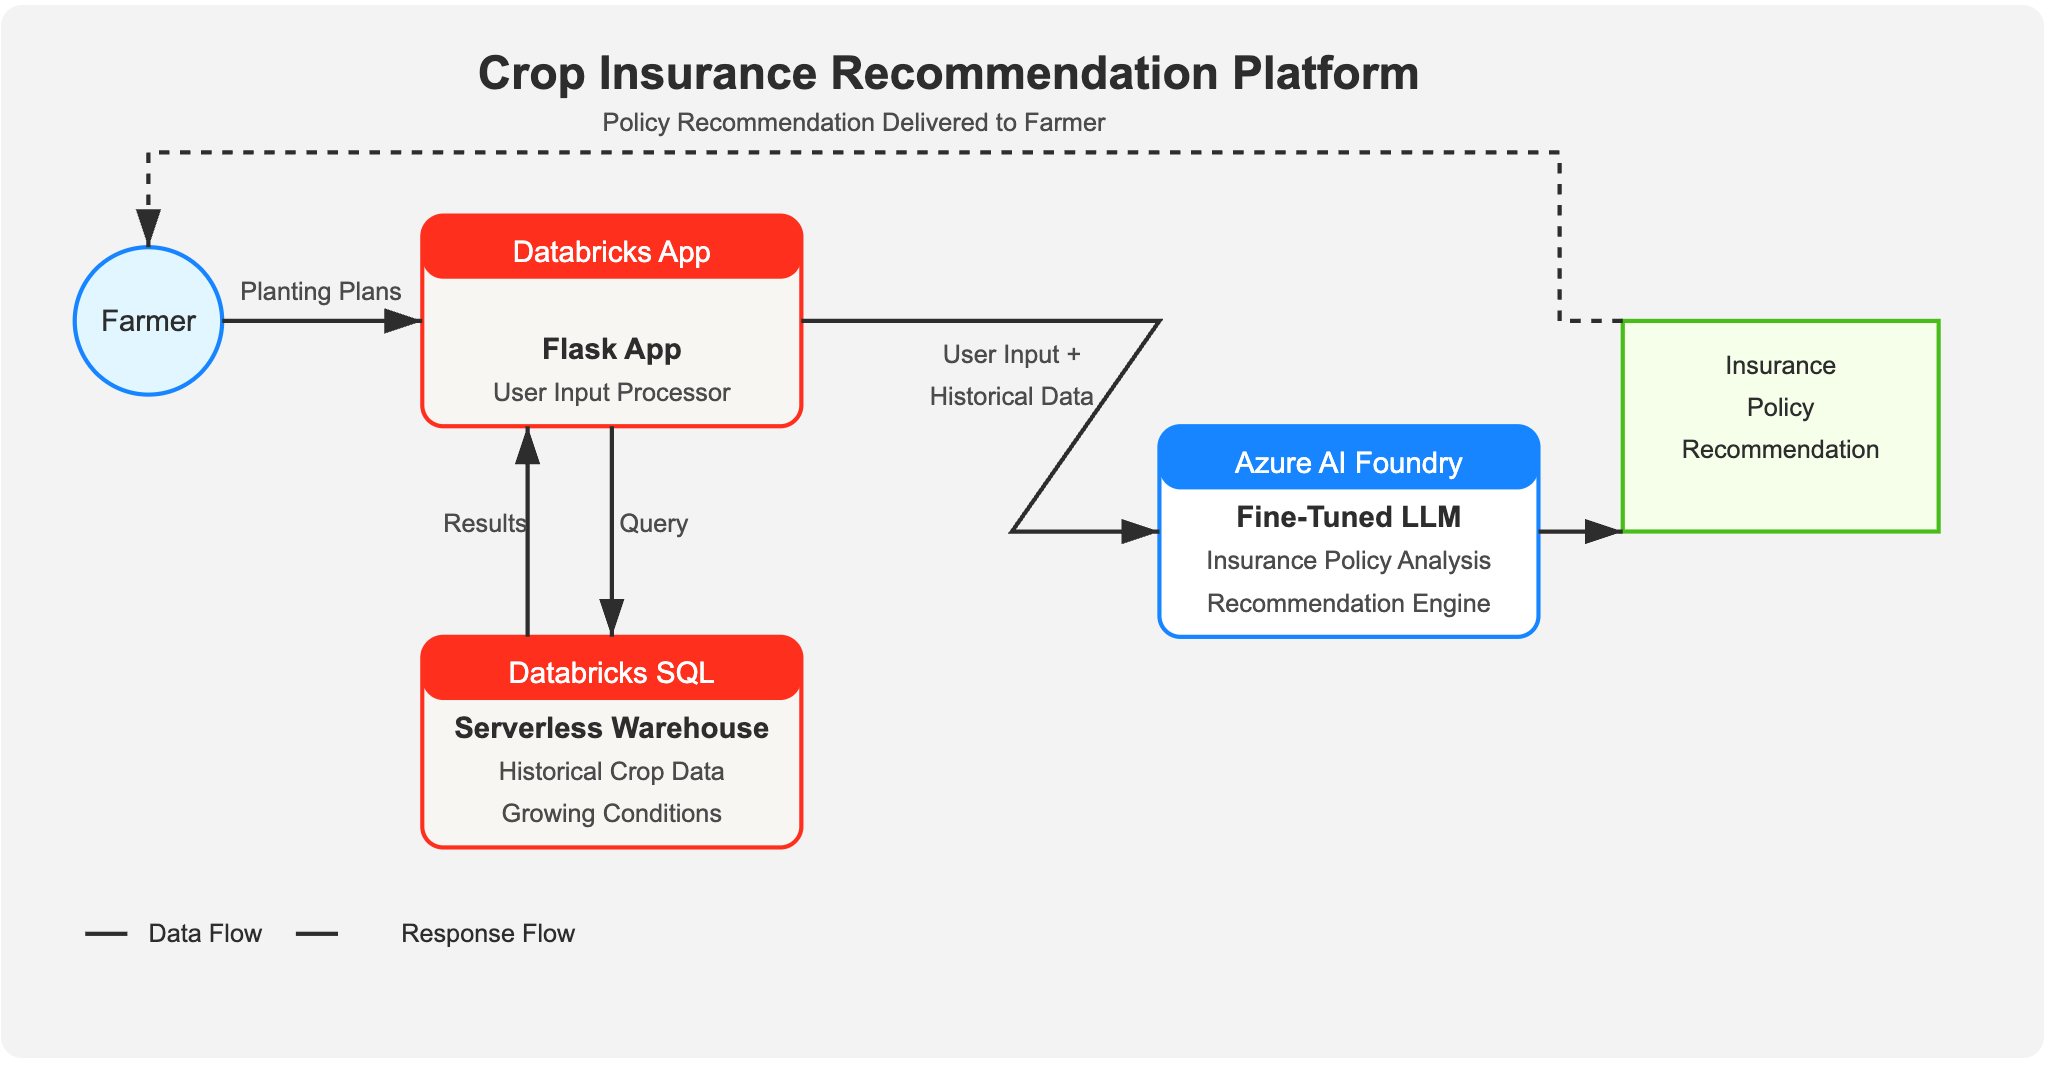 Crop Insurance Recommendation Platform
Policy Recommendation Delivered to Farmer
Farmer
Planting Plans
Databricks App
Flask App
User Input Processor
User Input +
Historical Data
Insurance
Policy
Recommendation
Azure AI Foundry
Fine-Tuned LLM
Insurance Policy Analysis
Recommendation Engine
Results
Query
Databricks SQL
Serverless Warehouse
Historical Crop Data
Growing Conditions
Data Flow
Response Flow